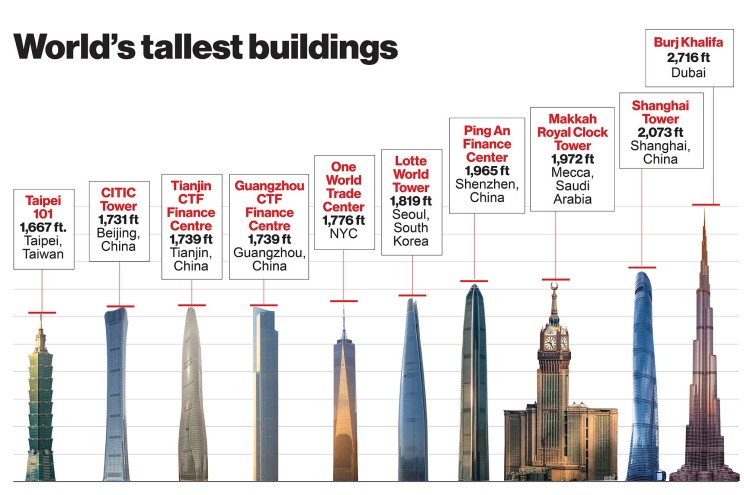 World's tallest buildings
Taipei
101
1,667 ft.
Taipei,
Taiwan
CITIC
Tower
1,731 ft
Beijing,
China
Tianjin
CTF
Finance
Centre
1,739 ft
Tianjin,
China
Guangzhou
CTF
Finance
Centre
1,739 ft
Guangzhou,
China
One
World
Trade
Center
1,776 ft
NYC
Lotte
World
Tower
1,819 ft
Seoul,
South
Korea
Ping An
Finance
Center
1,965 ft
Shenzhen,
China
Makkah
Royal Clock
Tower
1,972 ft
Mecca,
Saudi
Arabia
Shanghai
Tower
2,073 ft
Shanghai,
China
Burj Khalifa
2,716 ft
Dubai